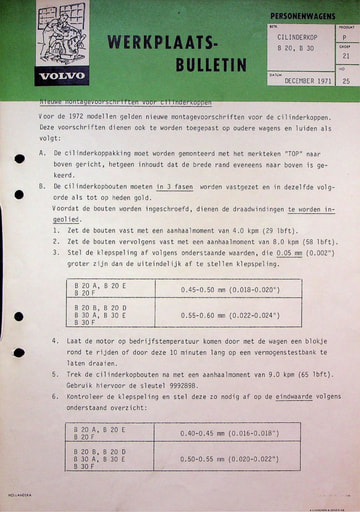 PERSONENWAGENS
WERKPLAATS-
BULLETIN
VOLVO
BETR.
CILINDERKOP
B 20, B 30
PRODUKT
P
GROEP
21
NO
25
DATUM
DECEMBER 1971
Nieuwe montagevoorschriften voor cilinderkoppen
Voor de 1972 modellen gelden nieuwe montagevoorschriften voor de cilinderkoppen.
Deze voorschriften dienen ook te worden toegepast op oudere wagens en luiden als
volgt:
A. De cilinderkoppakking moet worden gemonteerd met het merkteken "TOP" naar
boven gericht, hetgeen inhoudt dat de brede rand eveneens naar boven is ge-
keerd.
B. De cilinderkopbouten moeten in 3 fasen worden vastgezet en in dezelfde volg-
orde als tot op heden gold.
Voordat de bouten worden ingeschroefd, dienen de draadwindingen te worden in-
geolied.
1. Zet de bouten vast met een aanhaalmoment van 4.0 kpm (29 lbft).
2. Zet de bouten vervolgens vast met een aanhaalmoment van 8.0 kpm (58 lbft).
3. Stel de klepspeling af volgens onderstaande waarden, die 0.05 mm (0.002")
groter zijn dan de uiteindelijk af te stellen klepspeling.
B 20 A, B 20 E
B 20 F
0.45-0.50 mm (0.018-0.020")
B 20 B, B 20 D
B 30 A, B 30 E
B 30 F
0.55-0.60 mm (0.022-0.024")
4. Laat de motor op bedrijfstemperatuur komen door met de wagen een blokje
rond te rijden of door deze 10 minuten lang op een vermogenstestbank te
laten draaien.
5. Trek de cilinderkopbouten na met een aanhaalmoment van 9.0 kpm (65 lbft).
Gebruik hiervoor de sleutel 9992898.
6. Kontroleer de klepspeling en stel deze zo nodig af op de eindwaarde volgens
onderstaand overzicht:
B 20 A, B 20 E
B 20 F
0.40-0.45 mm (0.016-0.018")
B 20 B, B 20 D
B 30 A, B 30 E
B 30 F
0.50-0.55 mm (0.020-0.022")